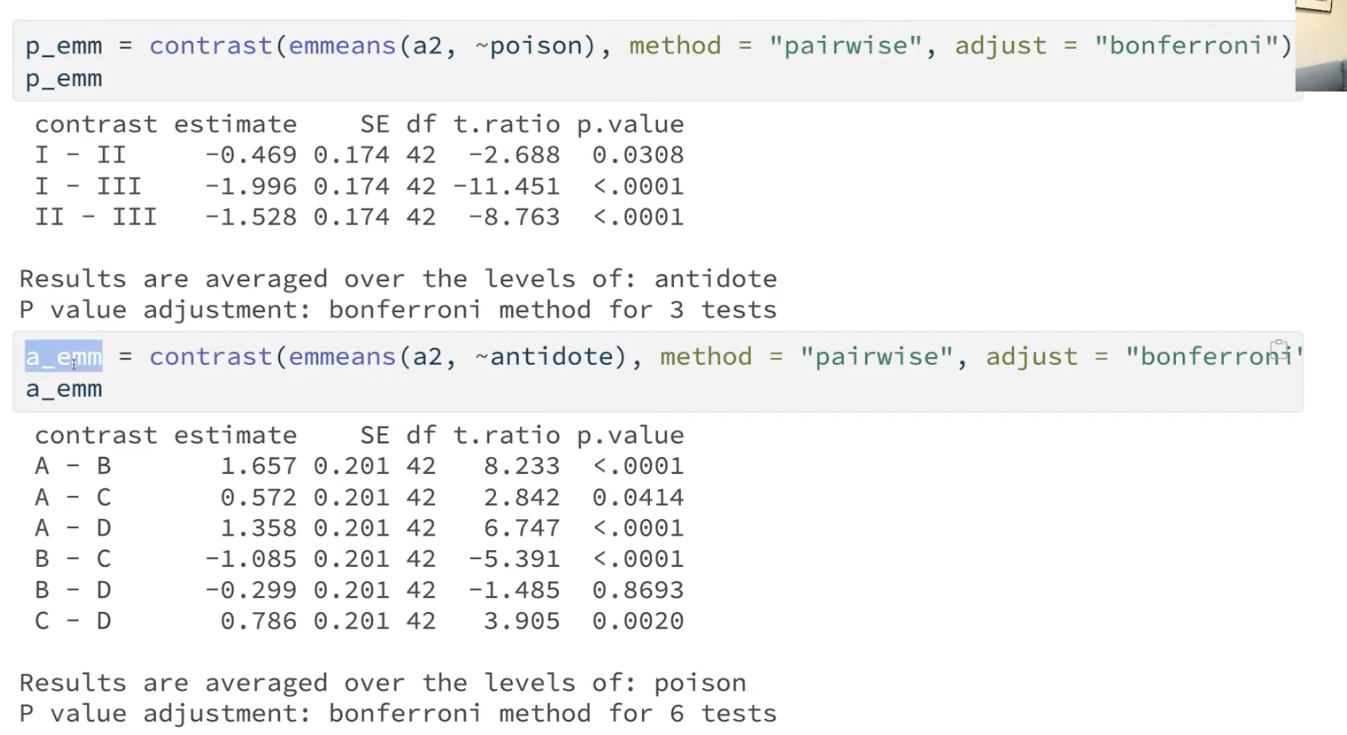 p_emm = contrast(emmeans(a2, ~poison), method = "pairwise", adjust = "bonferroni")
p_emm
contrast estimate SE df t.ratio p.value
I - II -0.469 0.174 42 -2.688 0.0308
I - III -1.996 0.174 42 -11.451 <.0001
II - III -1.528 0.174 42 -8.763 <.0001
Results are averaged over the levels of: antidote
P value adjustment: bonferroni method for 3 tests
a_emm = contrast(emmeans(a2, ~antidote), method = "pairwise", adjust = "bonferroni"
a_emm
contrast estimate SE df t.ratio p.value
A - B 1.657 0.201 42 8.233 <.0001
A - C 0.572 0.201 42 2.842 0.0414
A - D 1.358 0.201 42 6.747 <.0001
B - C -1.085 0.201 42 -5.391 <.0001
B - D -0.299 0.201 42 -1.485 0.8693
C - D 0.786 0.201 42 3.905 0.0020
Results are averaged over the levels of: poison
P value adjustment: bonferroni method for 6 tests